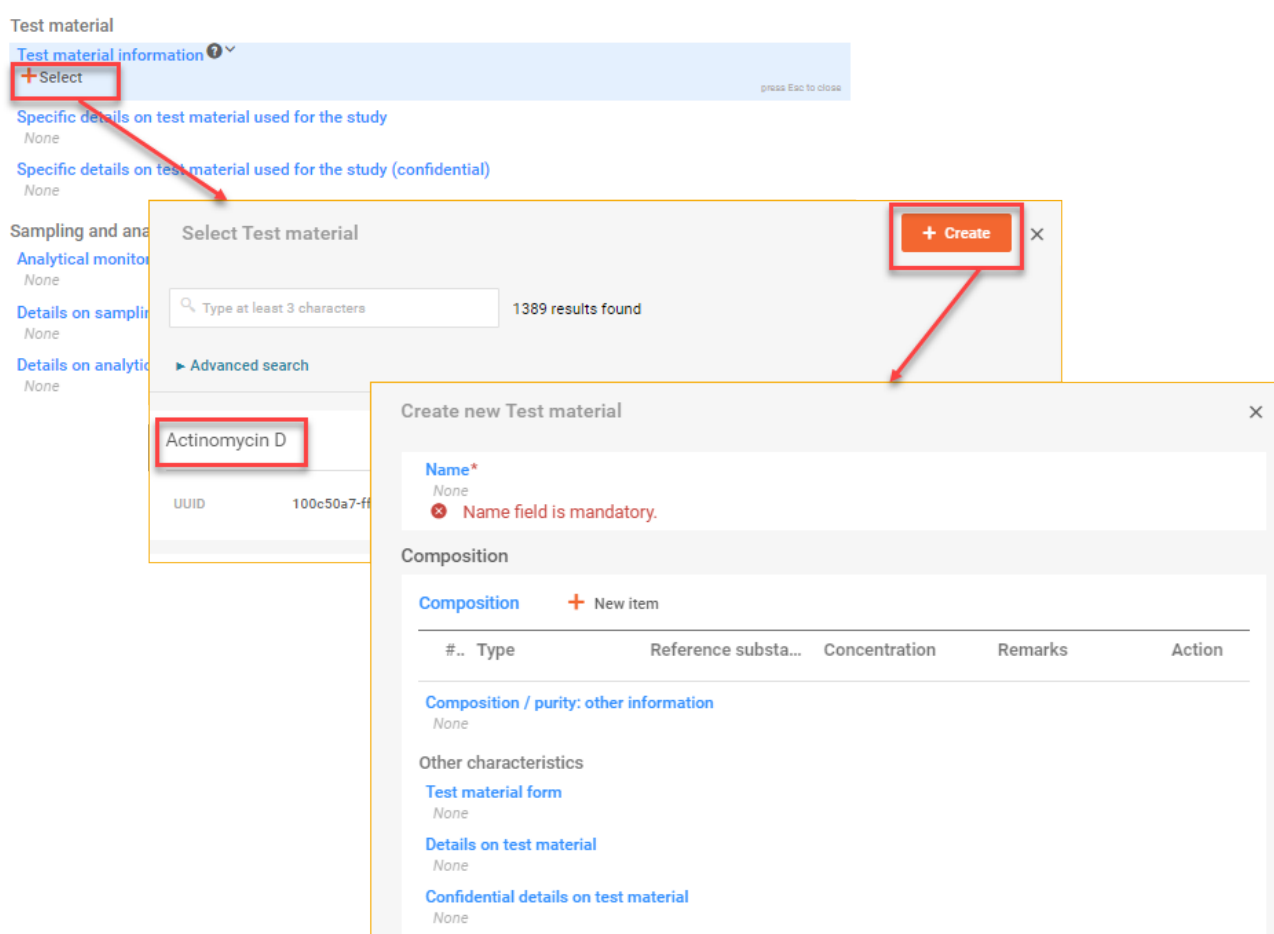 Test material
Test material information
Select
press Esc to close
Specific details on test material used for the study
None
Specific details on test material used for the study (confidential)
None
Sampling and ana
Analytical monitor
None
Details on samplin
None
Details on analytic
None
Select Test material
+ Create
Type at least 3 characters
1389 results found
Advanced search
Actinomycin D
UUID 100c50a7-ff
Create new Test material
Name*
None
Name field is mandatory.
Composition
Composition + New item
#.. Type Reference substa... Concentration Remarks Action
Composition / purity: other information
None
Other characteristics
Test material form
None
Details on test material
None
Confidential details on test material
None